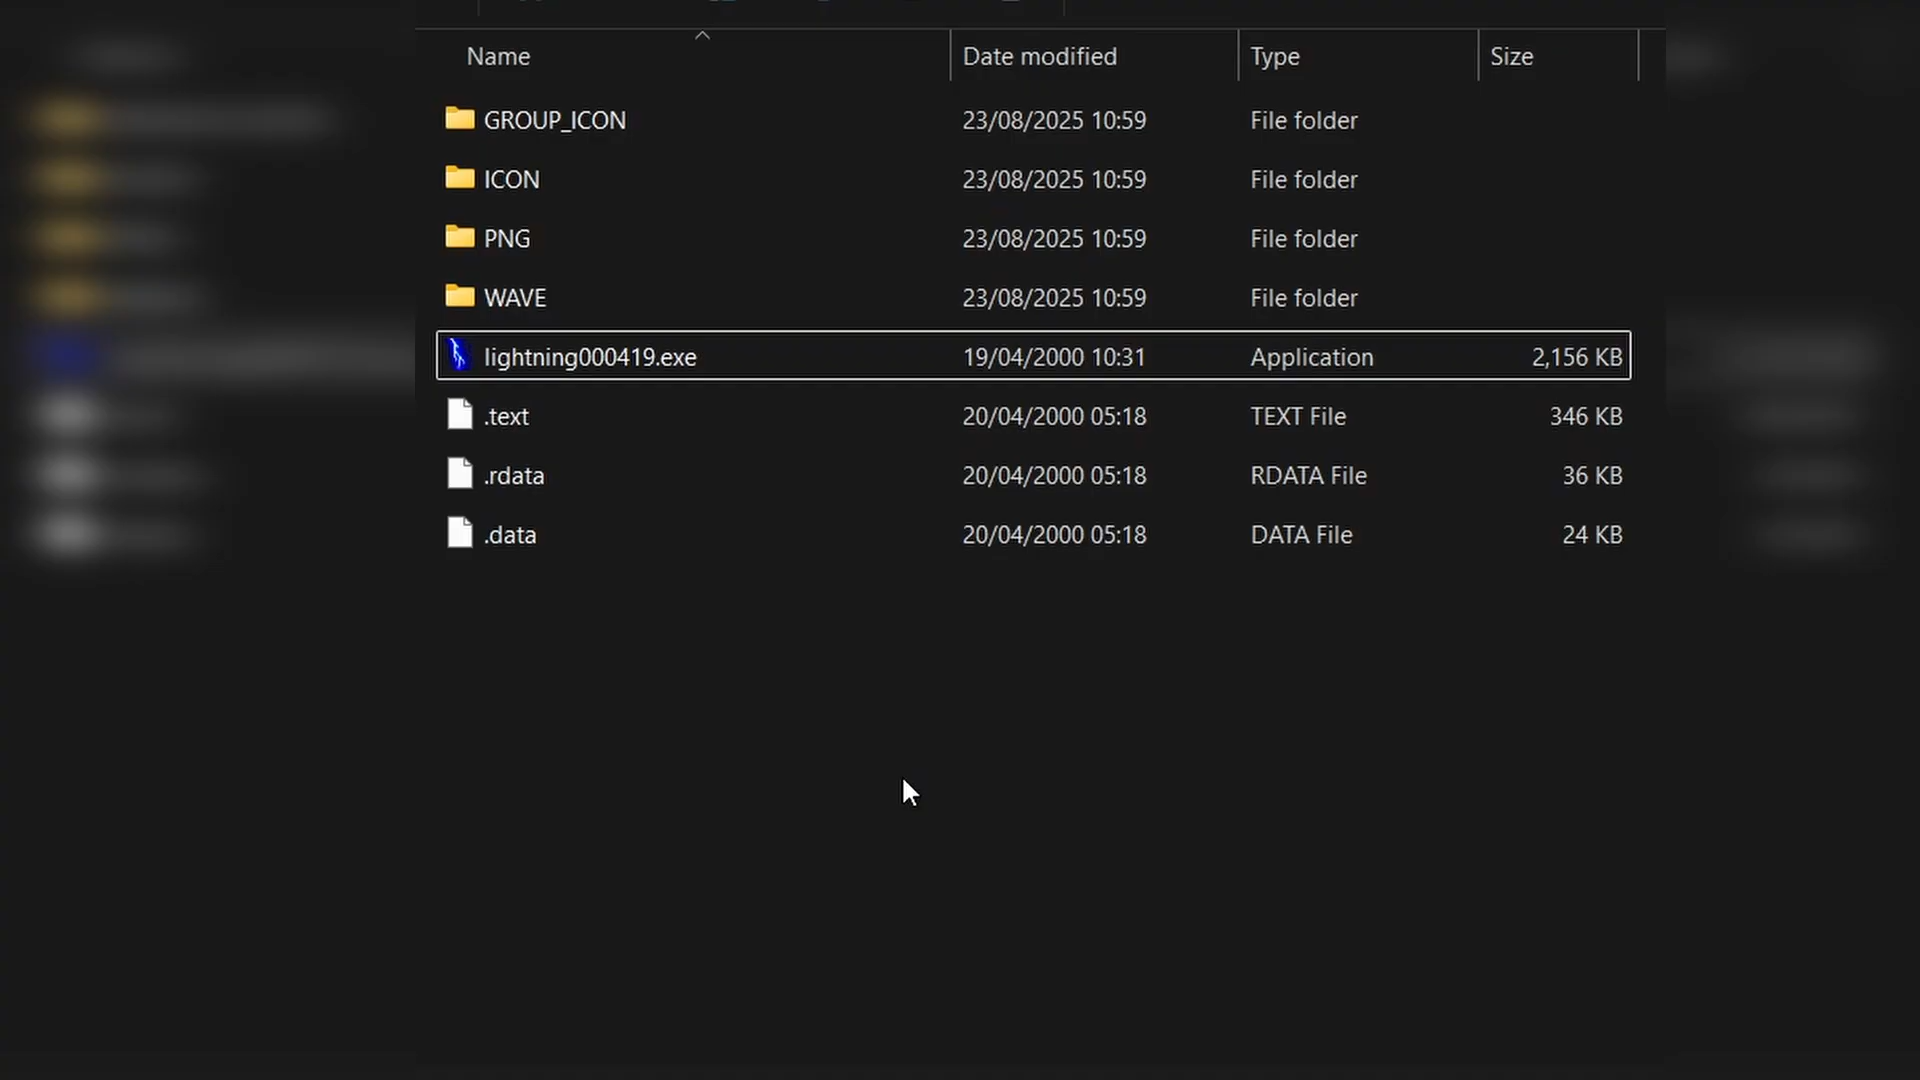 Name Date modified Type Size
GROUP_ICON 23/08/2025 10:59 File folder
ICON 23/08/2025 10:59 File folder
PNG 23/08/2025 10:59 File folder
WAVE 23/08/2025 10:59 File folder
lightning000419.exe 19/04/2000 10:31 Application 2,156 KB
.text 20/04/2000 05:18 TEXT File 346 KB
.rdata 20/04/2000 05:18 RDATA File 36 KB
.data 20/04/2000 05:18 DATA File 24 KB